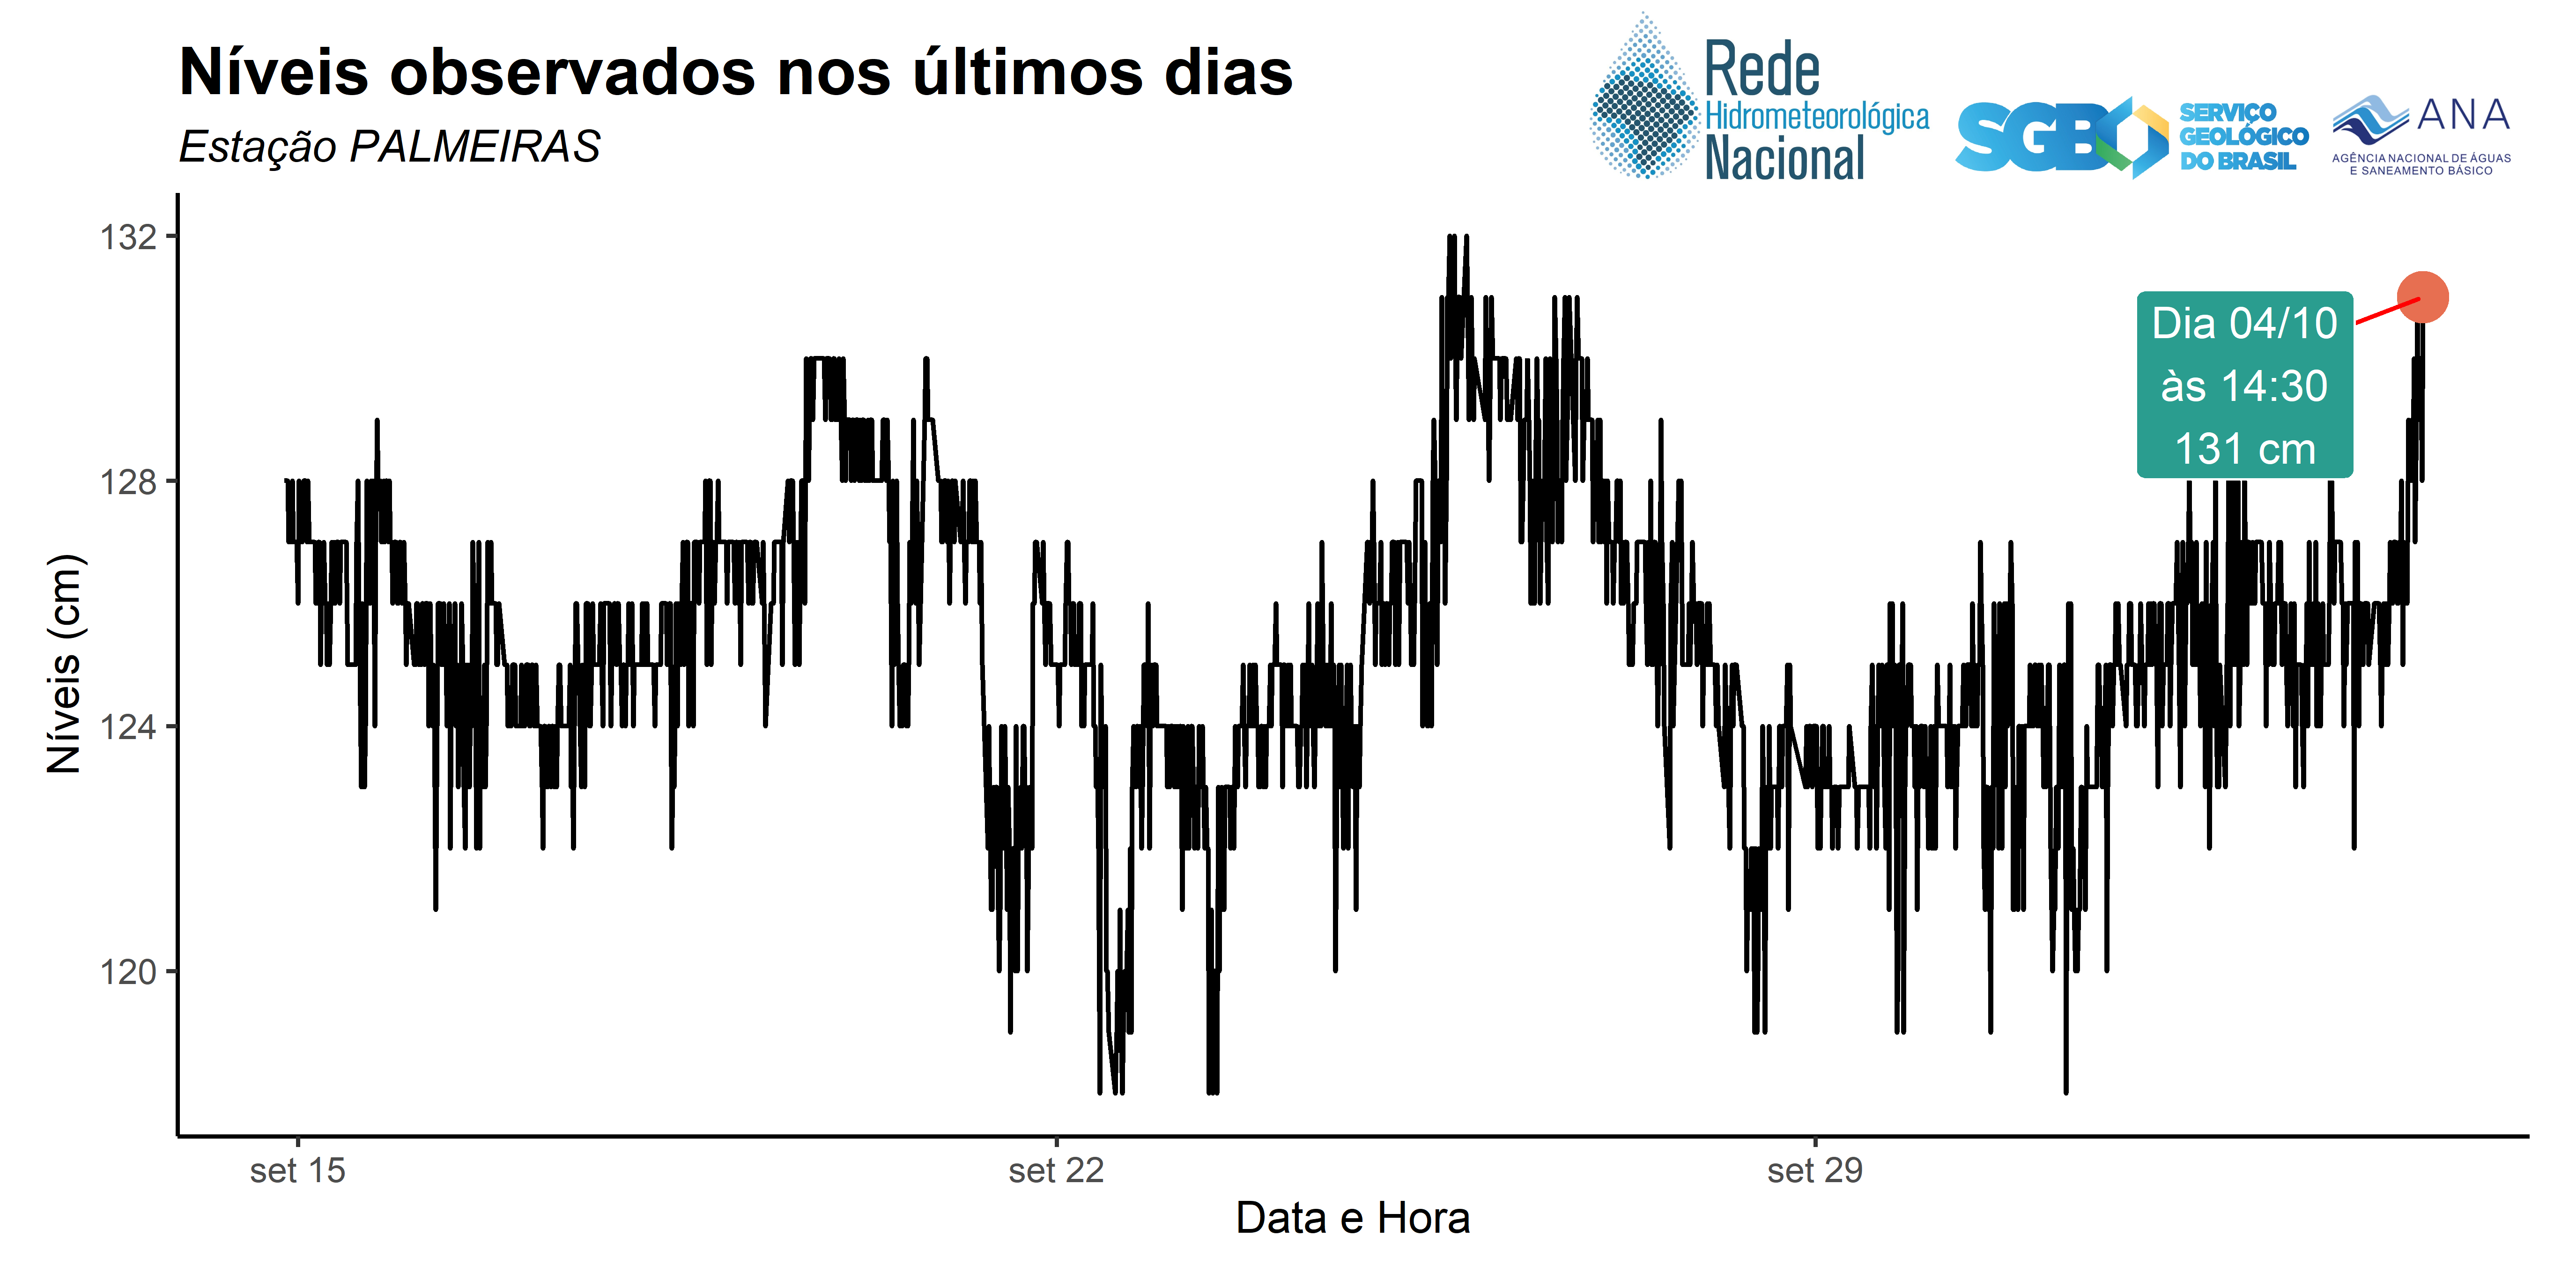 Níveis observados nos últimos dias
Estação PALMEIRAS
Rede
Hidrometeorológica
Nacional
SGB
SERVIÇO
GEOLÓGICO
DO BRASIL
ANA
AGÊNCIA NACIONAL DE ÁGUAS
E SANEAMENTO BÁSICO
132
128
124
120
Níveis (cm)
Dia 04/10
às 14:30
131 cm
set 15
set 22
set 29
Data e Hora